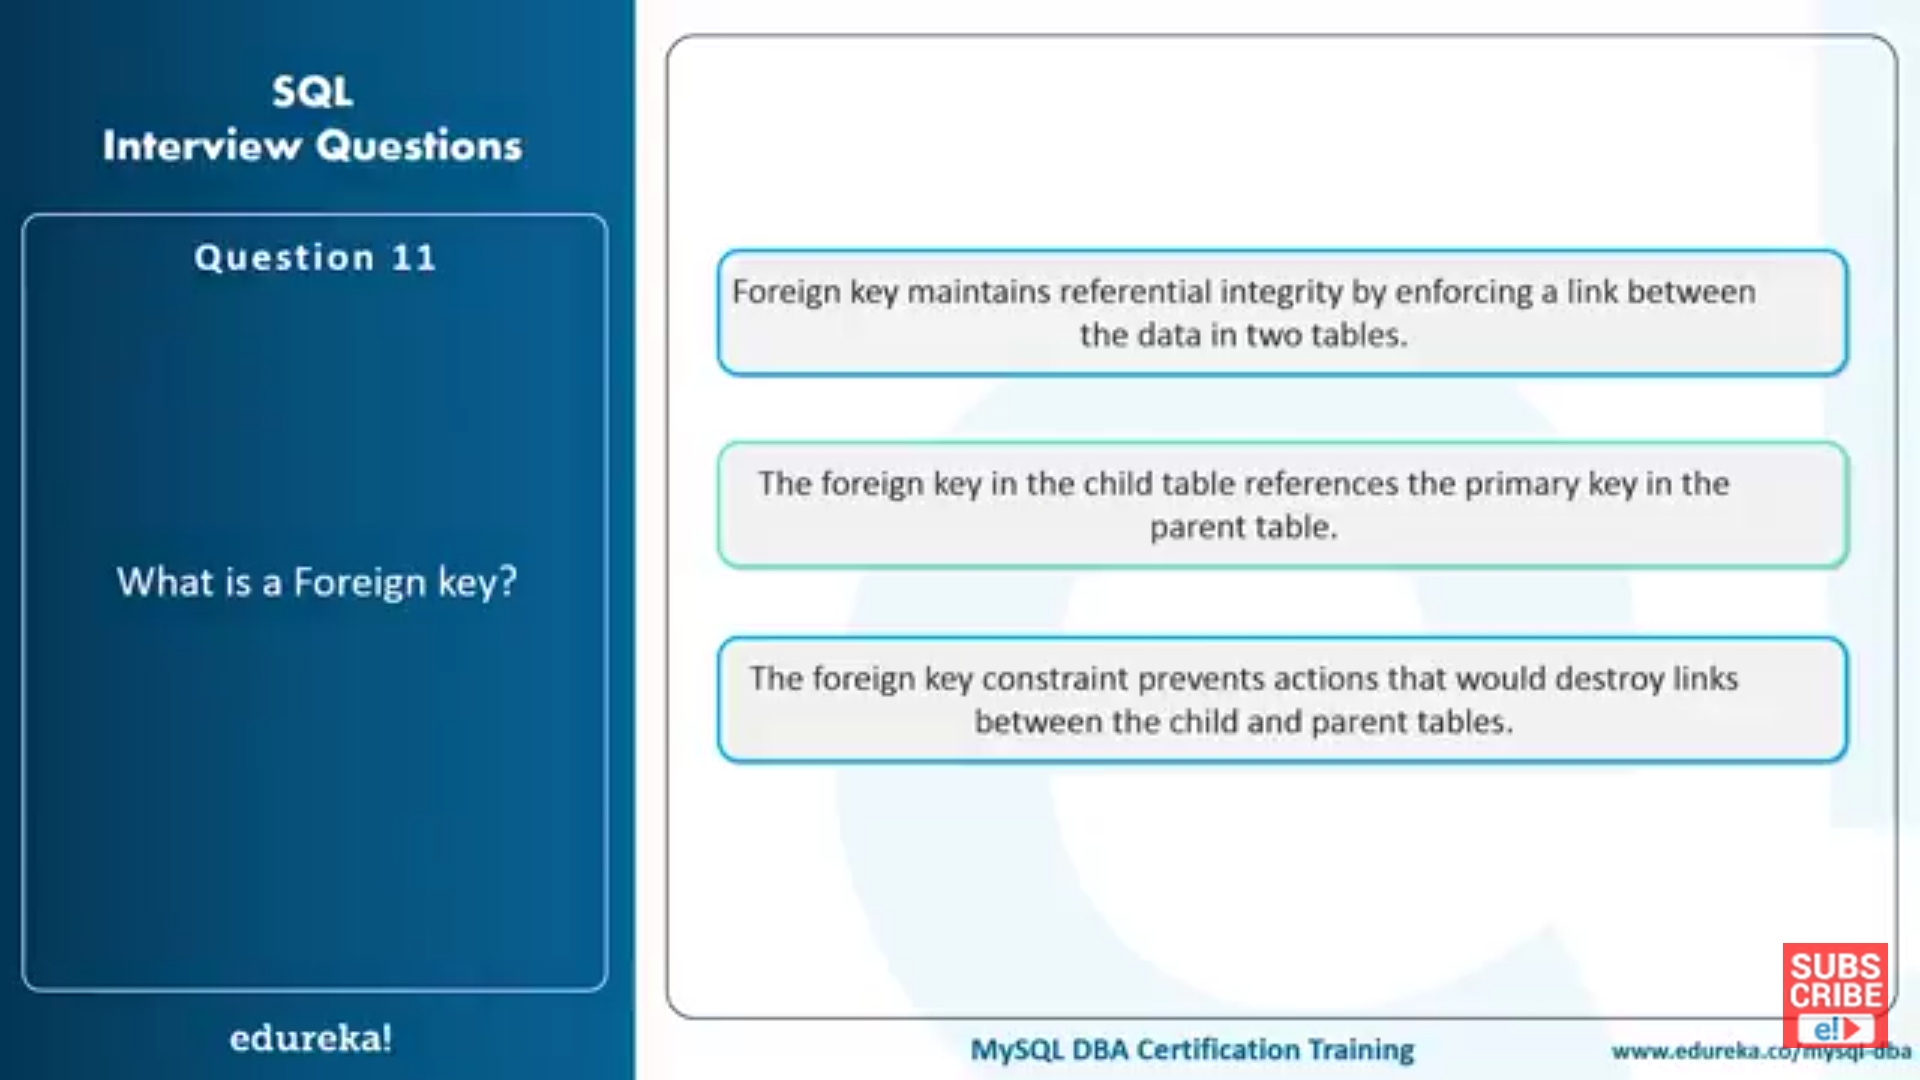 SQL
Interview Questions
Question 11
What is a Foreign key?
edureka!
Foreign key maintains referential integrity by enforcing a link between
the data in two tables.
The foreign key in the child table references the primary key in the
parent table.
The foreign key constraint prevents actions that would destroy links
between the child and parent tables.
SUBS
CRIBE
e!
MySQL DBA Certification Training
www.edureka.co/mysql-dba